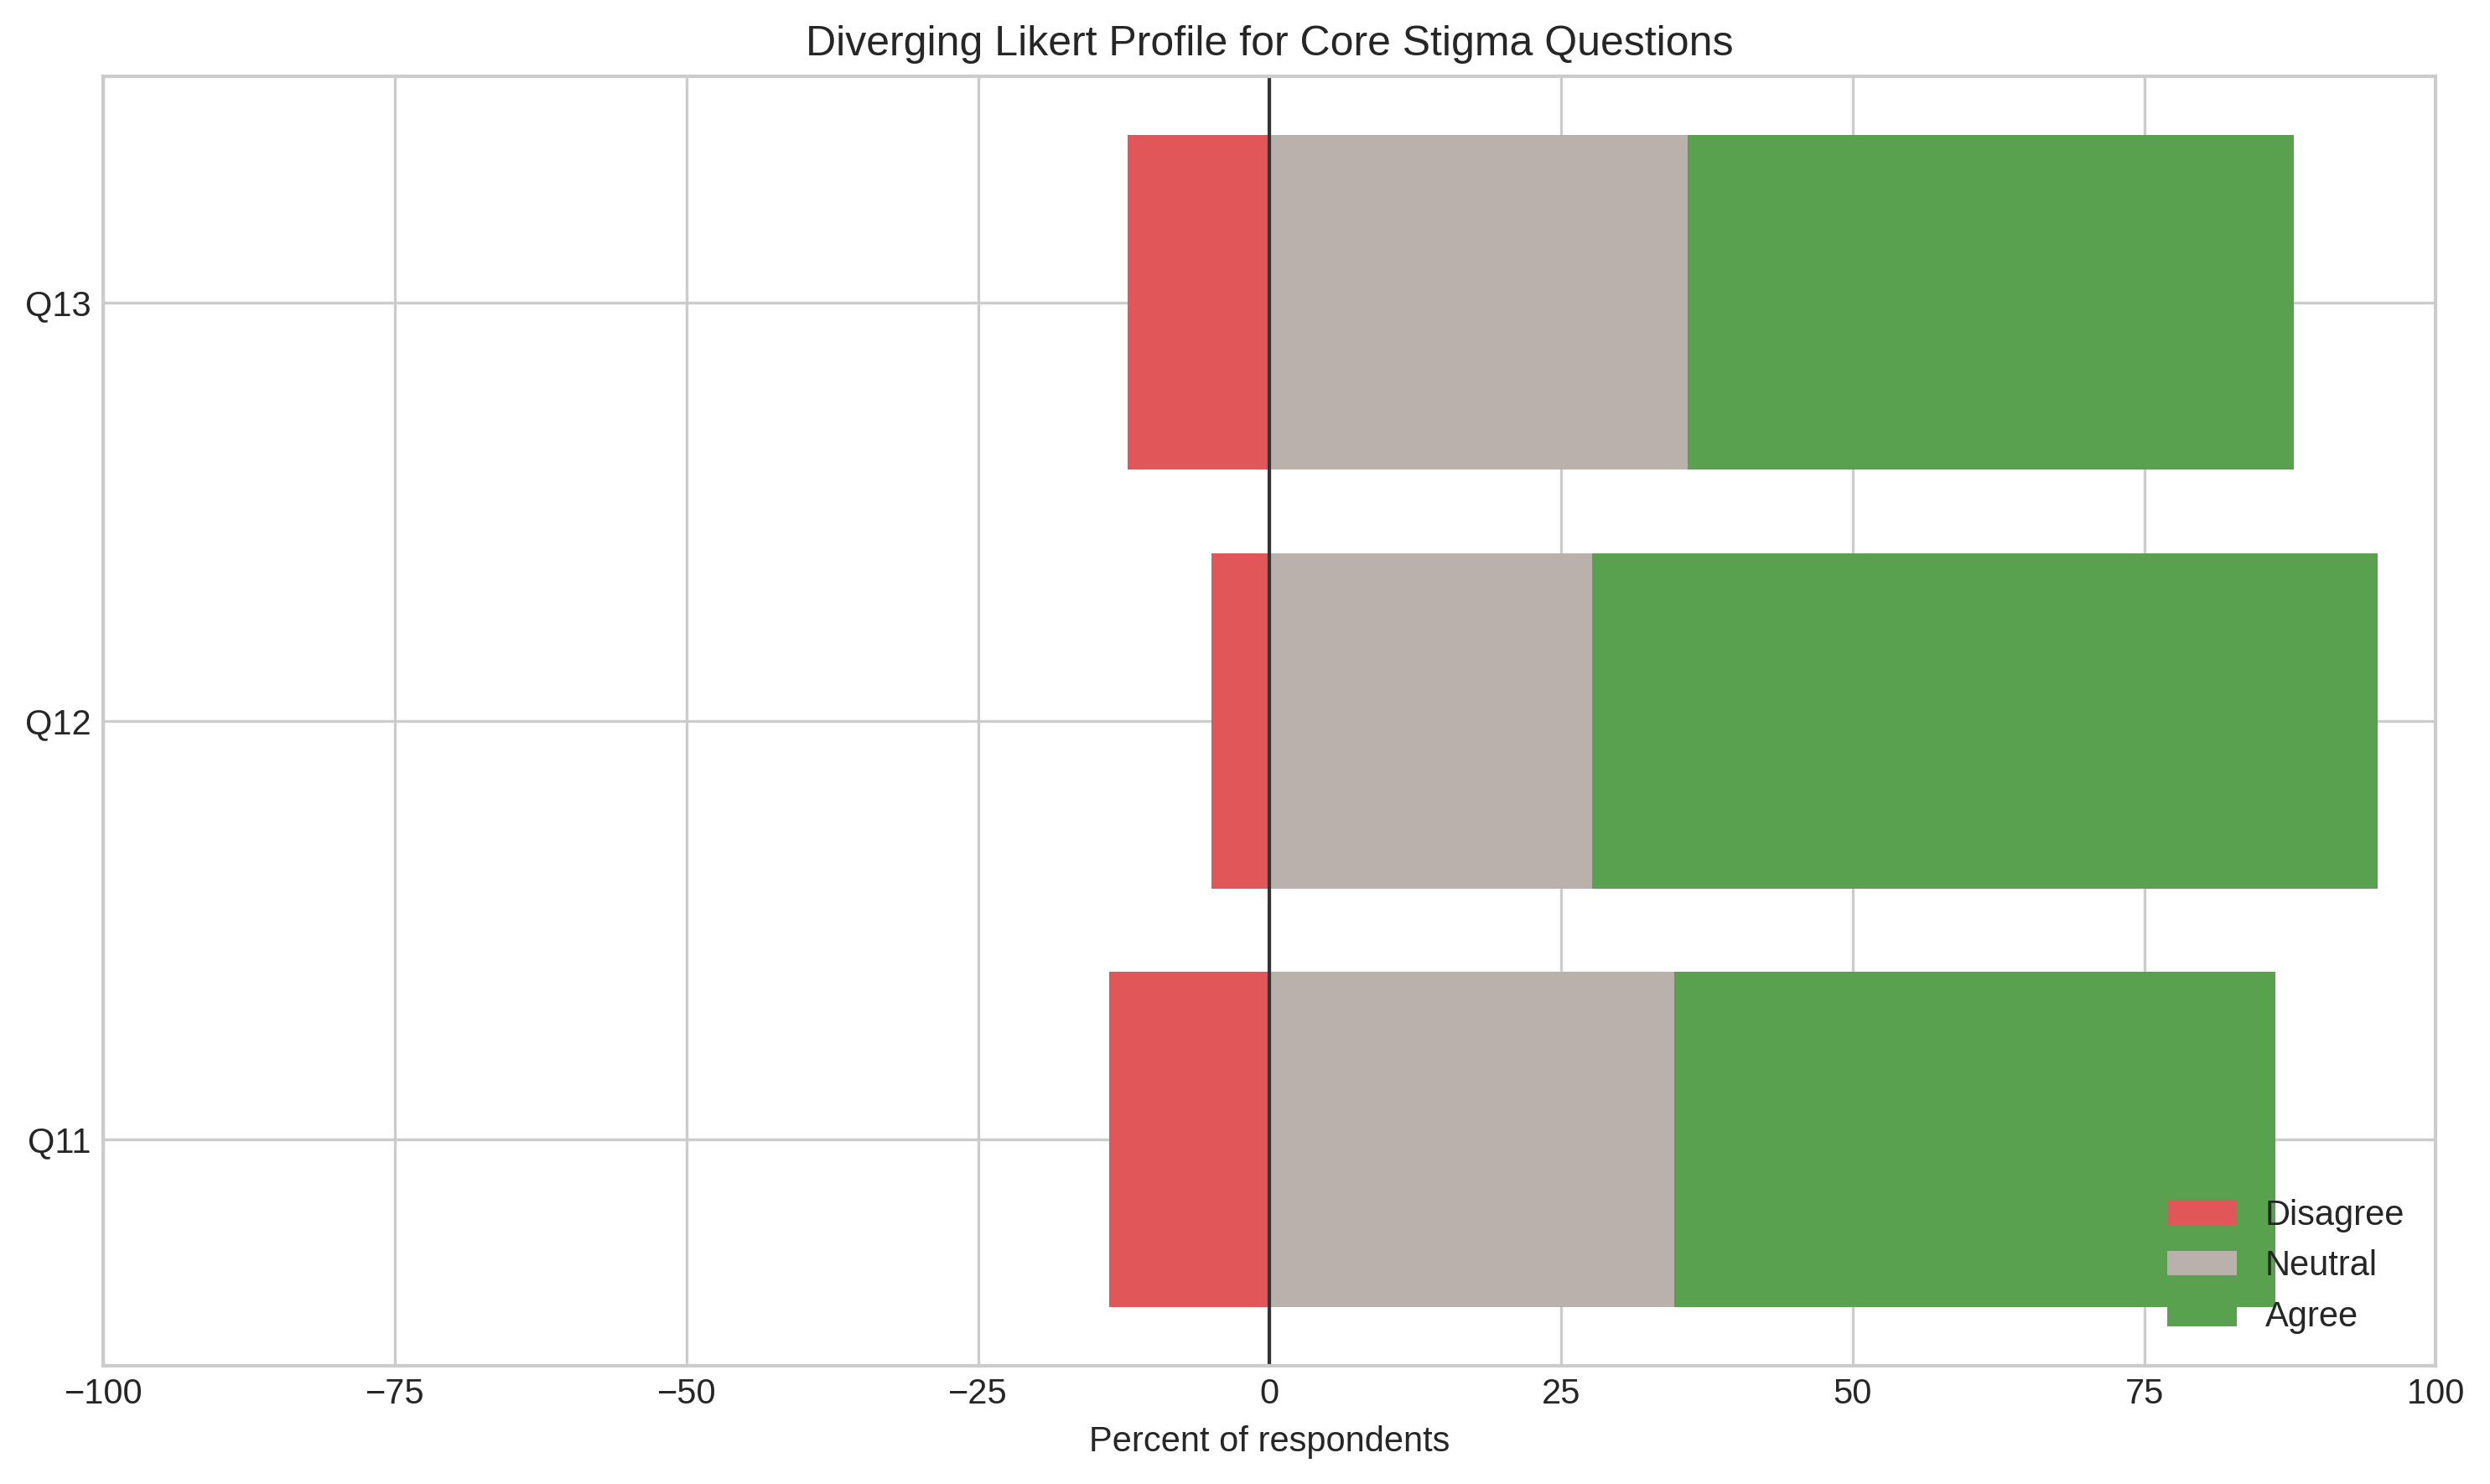 Diverging Likert Profile for Core Stigma Questions
Q13
Q12
Q11
Disagree
Neutral
Agree
−100 −75 −50 −25 0 25 50 75 100
Percent of respondents